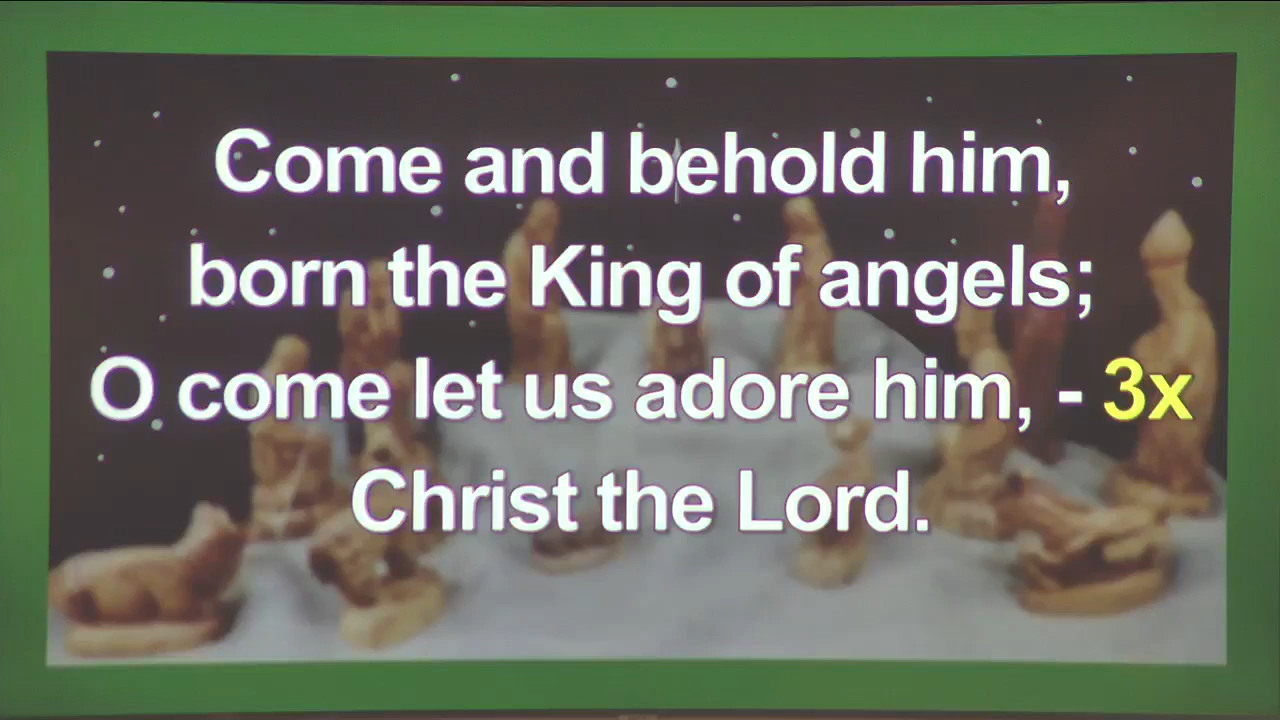 Come and behold him,
born the King of angels;
O come let us adore him, - 3x
Christ the Lord.